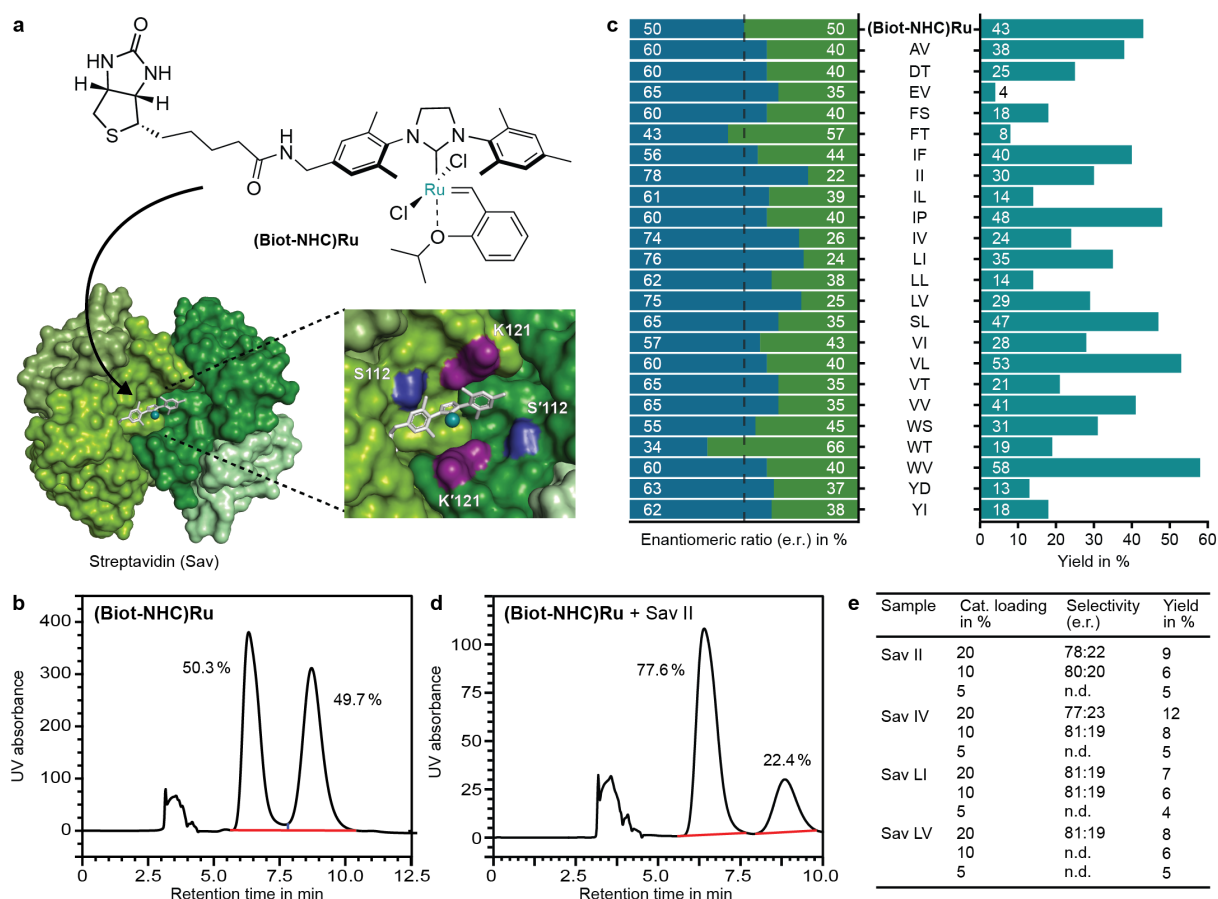 a
O
HN
NH
H
H
S
H
N
O
N
N
Cl
Ru
Cl
O
(Biot-NHC)Ru
K121
S112
S′112
K′121
Streptavidin (Sav)
b
(Biot-NHC)Ru
50.3 %
49.7 %
400
300
200
100
0
UV absorbance
0 2.5 5.0 7.5 10.0 12.5
Retention time in min
c
50 50 (Biot-NHC)Ru 43
60 40 AV 38
60 40 DT 25
65 35 EV 4
60 40 FS 18
43 57 FT 8
56 44 IF 40
78 22 II 30
61 39 IL 14
60 40 IP 48
74 26 IV 24
76 24 LI 35
62 38 LL 14
75 25 LV 29
65 35 SL 47
57 43 VI 28
60 40 VL 53
65 35 VT 21
65 35 VV 41
55 45 WS 31
34 66 WT 19
60 40 WV 58
63 37 YD 13
62 38 YI 18
Enantiomeric ratio (e.r.) in %
0 10 20 30 40 50 60
Yield in %
d
(Biot-NHC)Ru + Sav II
77.6 %
22.4 %
100
75
50
25
0
UV absorbance
0 2.5 5.0 7.5 10.0
Retention time in min
e
Sample Cat. loading Selectivity Yield
in % (e.r.) in %
Sav II 20 78:22 9
10 80:20 6
5 n.d. 5
Sav IV 20 77:23 12
10 81:19 8
5 n.d. 5
Sav LI 20 81:19 7
10 81:19 6
5 n.d. 4
Sav LV 20 81:19 8
10 n.d. 6
5 n.d. 5